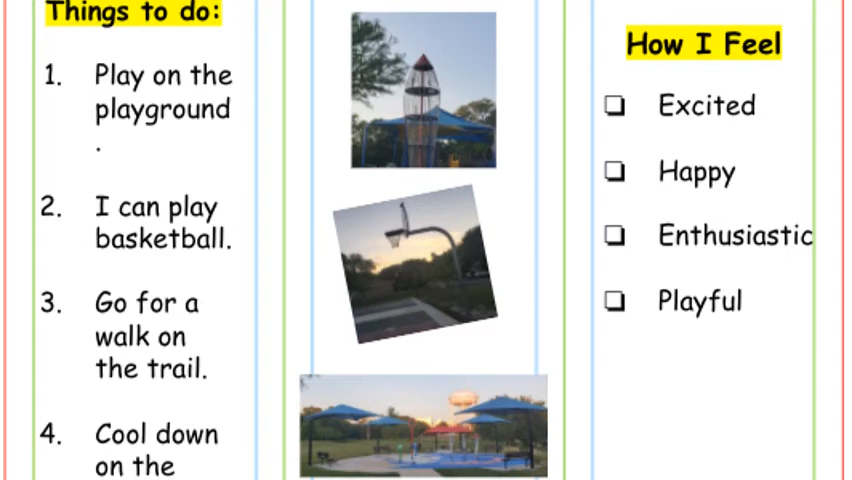 Things to do:
1. Play on the
playground
.
2. I can play
basketball.
3. Go for a
walk on
the trail.
4. Cool down
on the
How I Feel
❏ Excited
❏ Happy
❏ Enthusiastic
❏ Playful